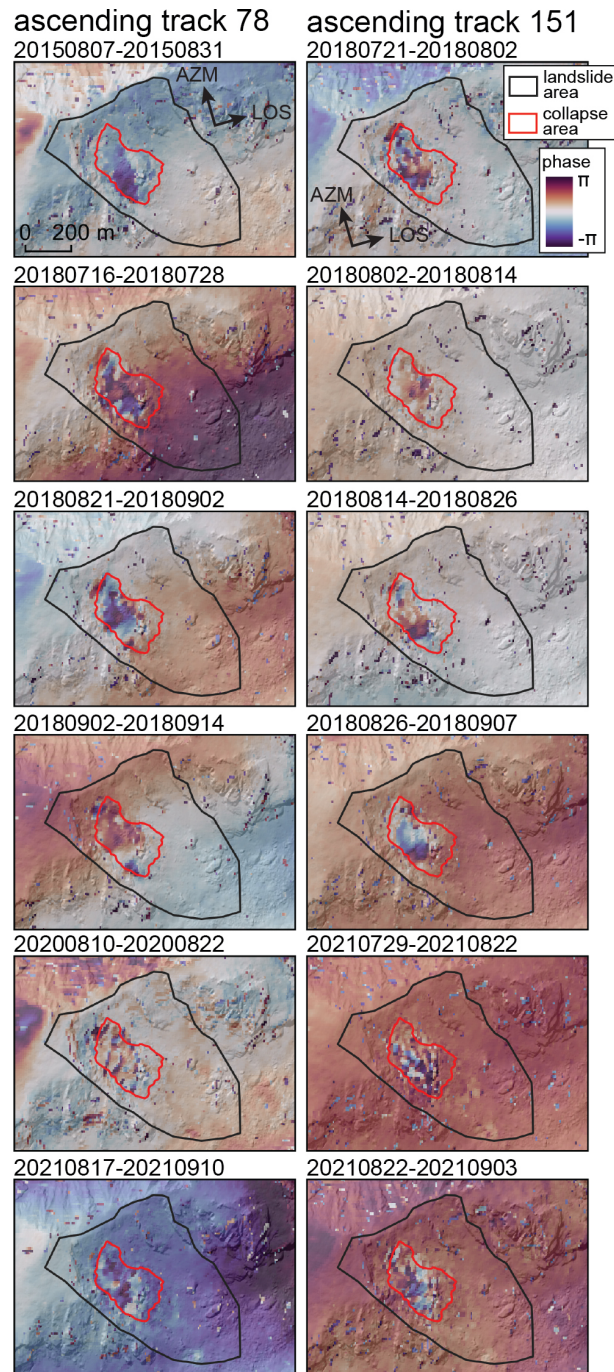 ascending track 78
ascending track 151
20150807-20150831
20180721-20180802
AZM
LOS
0 200 m
AZM
LOS
landslide
area
collapse
area
phase
π
-π
20180716-20180728
20180802-20180814
20180821-20180902
20180814-20180826
20180902-20180914
20180826-20180907
20200810-20200822
20210729-20210822
20210817-20210910
20210822-20210903